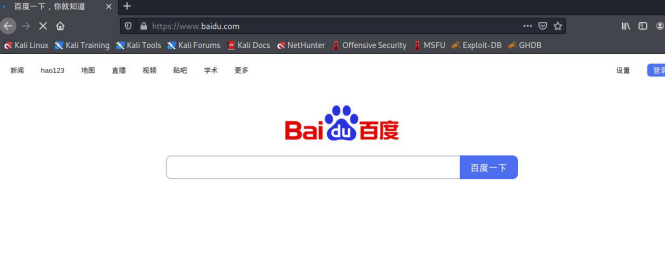 百度一下，你就知道
https://www.baidu.com
Kali Linux Kali Training Kali Tools Kali Forums Kali Docs NetHunter Offensive Security MSFU Exploit-DB GHDB
新闻 hao123 地图 直播 视频 贴吧 学术 更多 设置 登录
Bai du 百度
百度一下